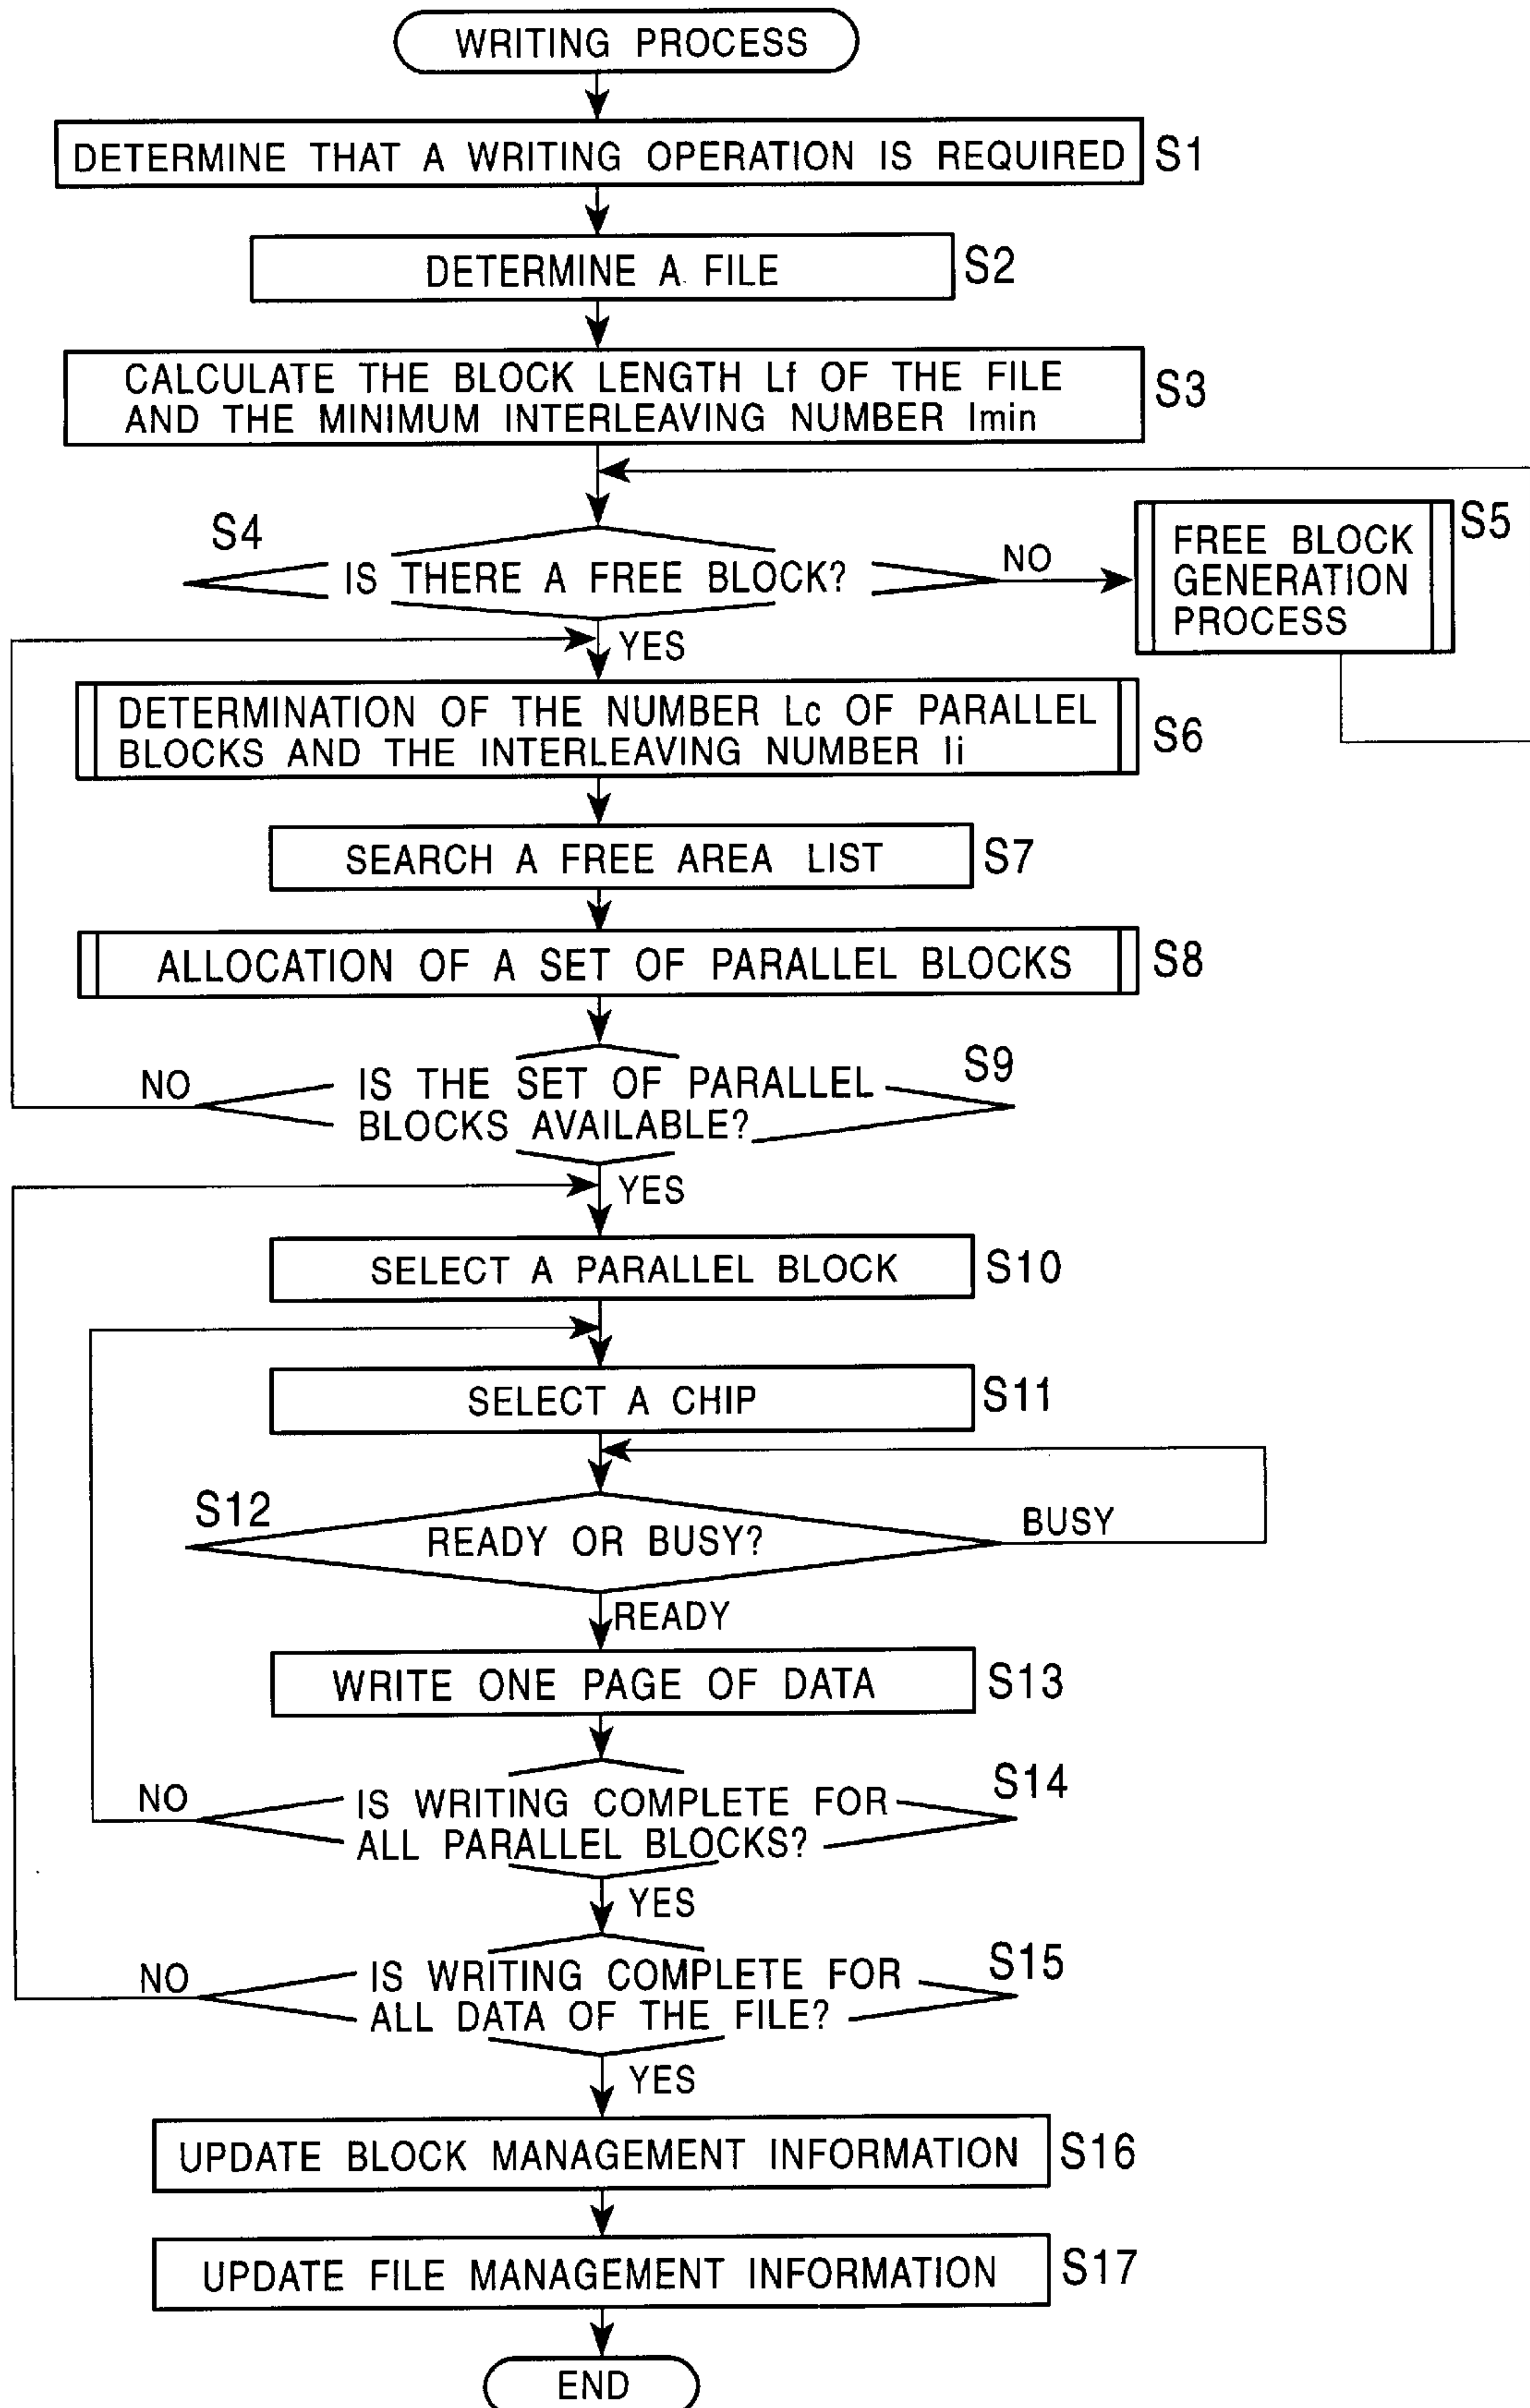 WRITING PROCESS
DETERMINE THAT A WRITING OPERATION IS REQUIRED
S1
DETERMINE A FILE
S2
CALCULATE THE BLOCK LENGTH Lf OF THE FILE
AND THE MINIMUM INTERLEAVING NUMBER Imin
S3
S4
IS THERE A FREE BLOCK?
NO
FREE BLOCK
GENERATION
PROCESS
S5
YES
DETERMINATION OF THE NUMBER Lc OF PARALLEL
BLOCKS AND THE INTERLEAVING NUMBER Ii
S6
SEARCH A FREE AREA LIST
S7
ALLOCATION OF A SET OF PARALLEL BLOCKS
S8
NO
IS THE SET OF PARALLEL
BLOCKS AVAILABLE?
S9
YES
SELECT A PARALLEL BLOCK
S10
SELECT A CHIP
S11
S12
READY OR BUSY?
BUSY
READY
WRITE ONE PAGE OF DATA
S13
NO
IS WRITING COMPLETE FOR
ALL PARALLEL BLOCKS?
S14
YES
NO
IS WRITING COMPLETE FOR
ALL DATA OF THE FILE?
S15
YES
UPDATE BLOCK MANAGEMENT INFORMATION
S16
UPDATE FILE MANAGEMENT INFORMATION
S17
END